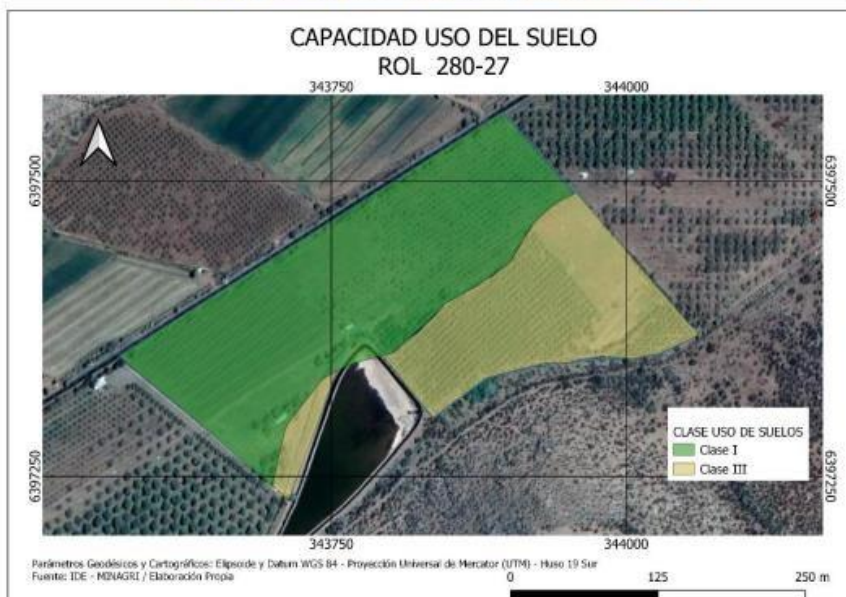 CAPACIDAD USO DEL SUELO
ROL 280-27
343750
344000
6397500
6397500
CLASE USO DE SUELOS
Clase I
Clase III
6397250
6397250
343750
344000
Parámetros Geodésicos y Cartográficos: Elipsoide y Datum WGS 84 - Proyección Universal de Mercator (UTM) - Huso 19 Sur
Fuente: IDE - MINAGRI / Elaboración Propia
0
125
250 m